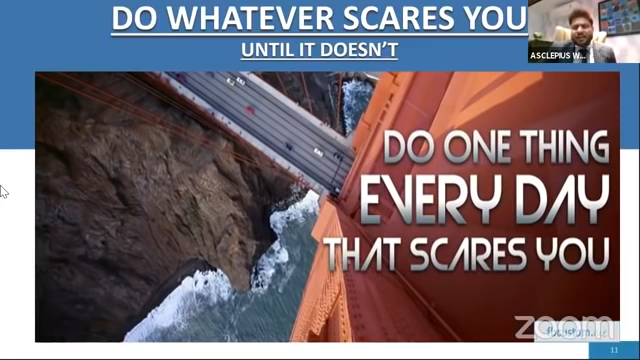 DO WHATEVER SCARES YOU
UNTIL IT DOESN'T
ASCLEPIUS W...
DO ONE THING
EVERY DAY
THAT SCARES YOU
zoom
11